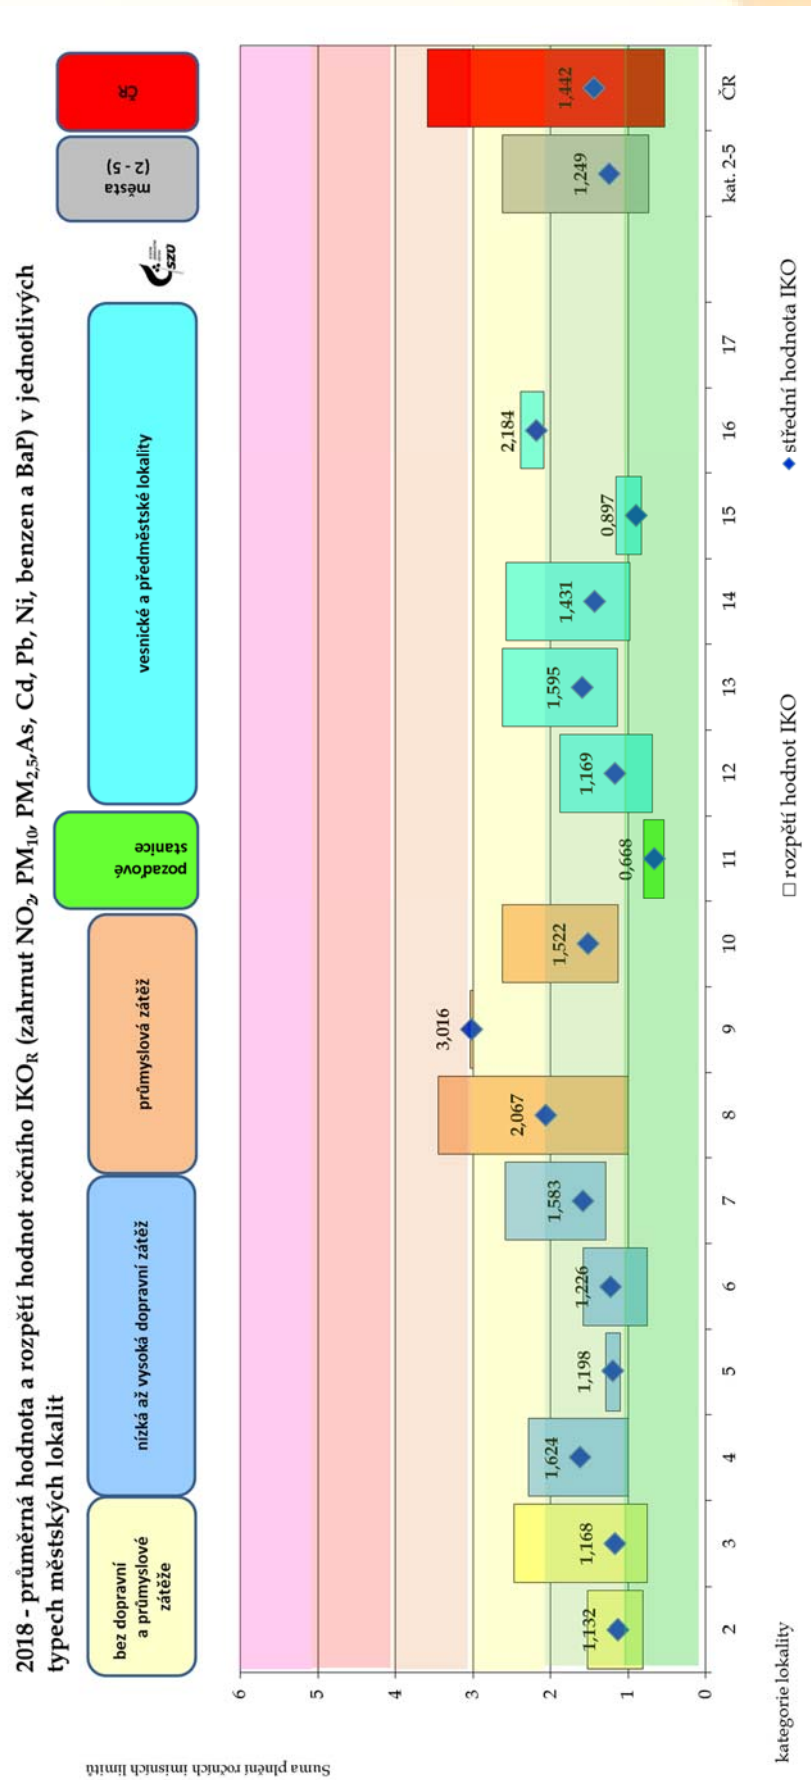 2018 - průměrná hodnota a rozpětí hodnot ročního IKO_R (zahrnut NO₂, PM₁₀, PM₂,₅,As, Cd, Pb, Ni, benzen a BaP) v jednotlivých
typech městských lokalit
bez dopravní
a průmyslové
zátěže
nízká až vysoká dopravní zátěž
průmyslová zátěž
pozaďové
stanice
vesnické a předměstské lokality
SZÚ
města
(2 - 5)
ČR
Suma plnění ročních imisních limitů
6
5
4
3
2
1
0
1,132
1,168
1,624
1,198
1,226
1,583
2,067
3,016
1,522
0,668
1,169
1,595
1,431
0,897
2,184
1,249
1,442
2
3
4
5
6
7
8
9
10
11
12
13
14
15
16
17
kat. 2-5
ČR
kategorie lokality
□ rozpětí hodnot IKO
◆ střední hodnota IKO